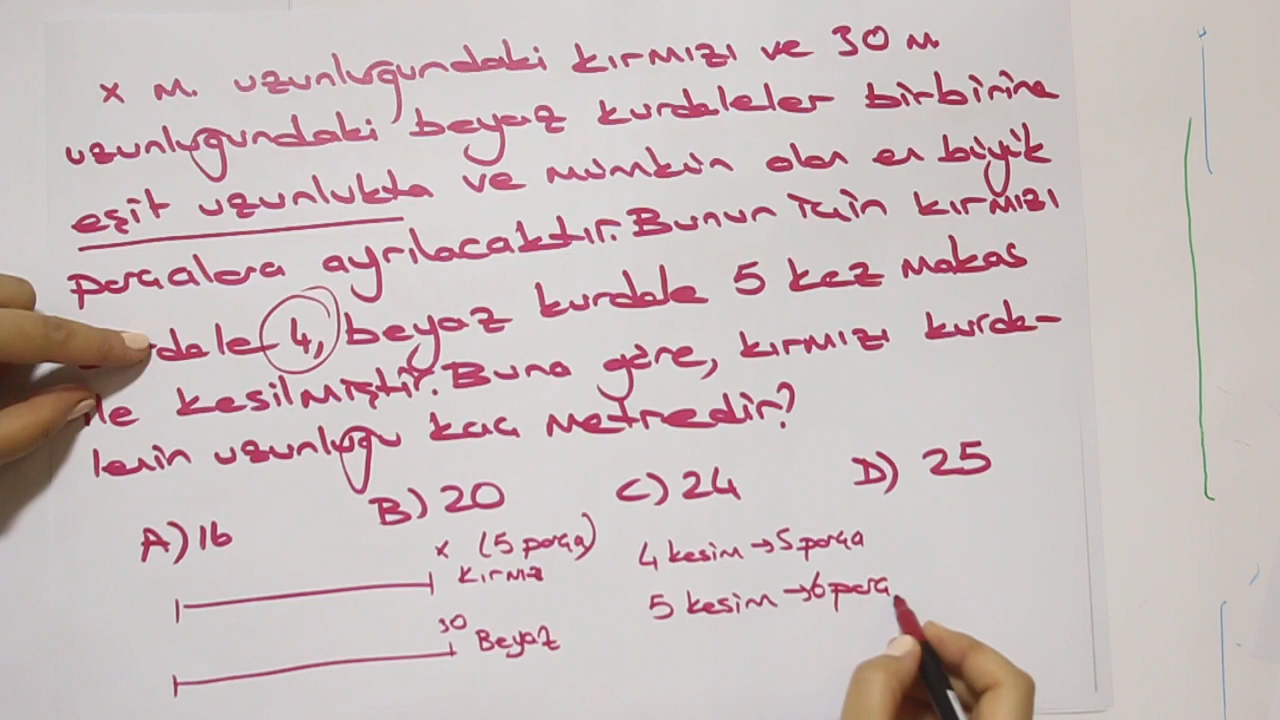 x m. uzunluğundaki kırmızı ve 30 m.
uzunluğundaki beyaz kurdeleler birbirine
eşit uzunlukta ve mümkün olan en büyük
parçalara ayrılacaktır. Bunun için kırmızı
dele 4, beyaz kurdele 5 kez makas
ile kesilmiştir. Buna göre, kırmızı kurde-
lenin uzunluğu kaç metredir?
A) 16 B) 20 C) 24 D) 25
x (5 parça)
kırmızı
30
Beyaz
4 kesim → 5 parça
5 kesim → 6 parça